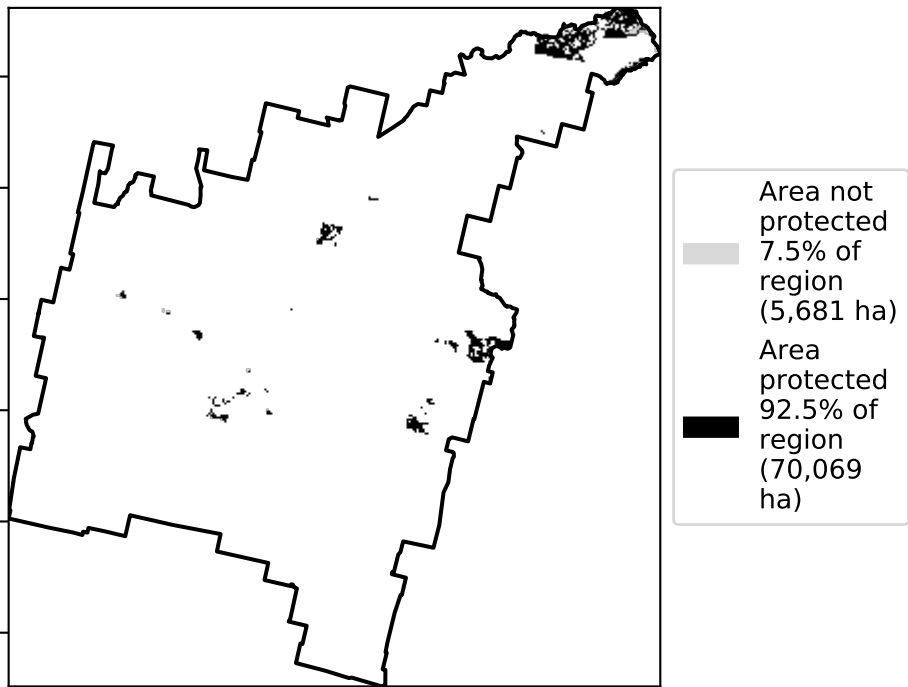 Area not
protected
7.5% of
region
(5,681 ha)
Area
protected
92.5% of
region
(70,069
ha)